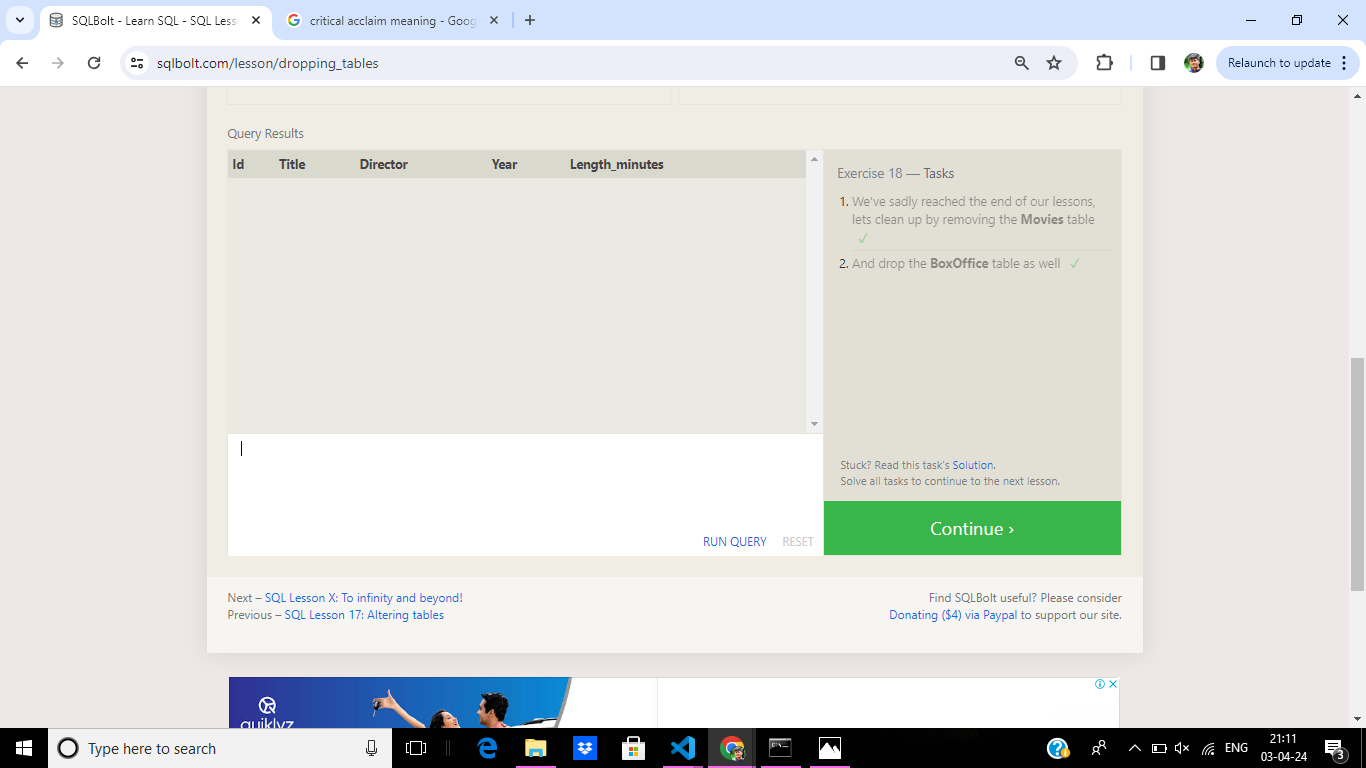 SQLBolt - Learn SQL - SQL Less
critical acclaim meaning - Goog
sqlbolt.com/lesson/dropping_tables
Relaunch to update
Query Results
Id Title Director Year Length_minutes
Exercise 18 — Tasks
1. We've sadly reached the end of our lessons,
lets clean up by removing the Movies table
✓
2. And drop the BoxOffice table as well ✓
Stuck? Read this task's Solution.
Solve all tasks to continue to the next lesson.
RUN QUERY RESET
Continue ›
Next – SQL Lesson X: To infinity and beyond!
Previous – SQL Lesson 17: Altering tables
Find SQLBolt useful? Please consider
Donating ($4) via Paypal to support our site.
quiklyz
Type here to search
ENG
21:11
03-04-24
3